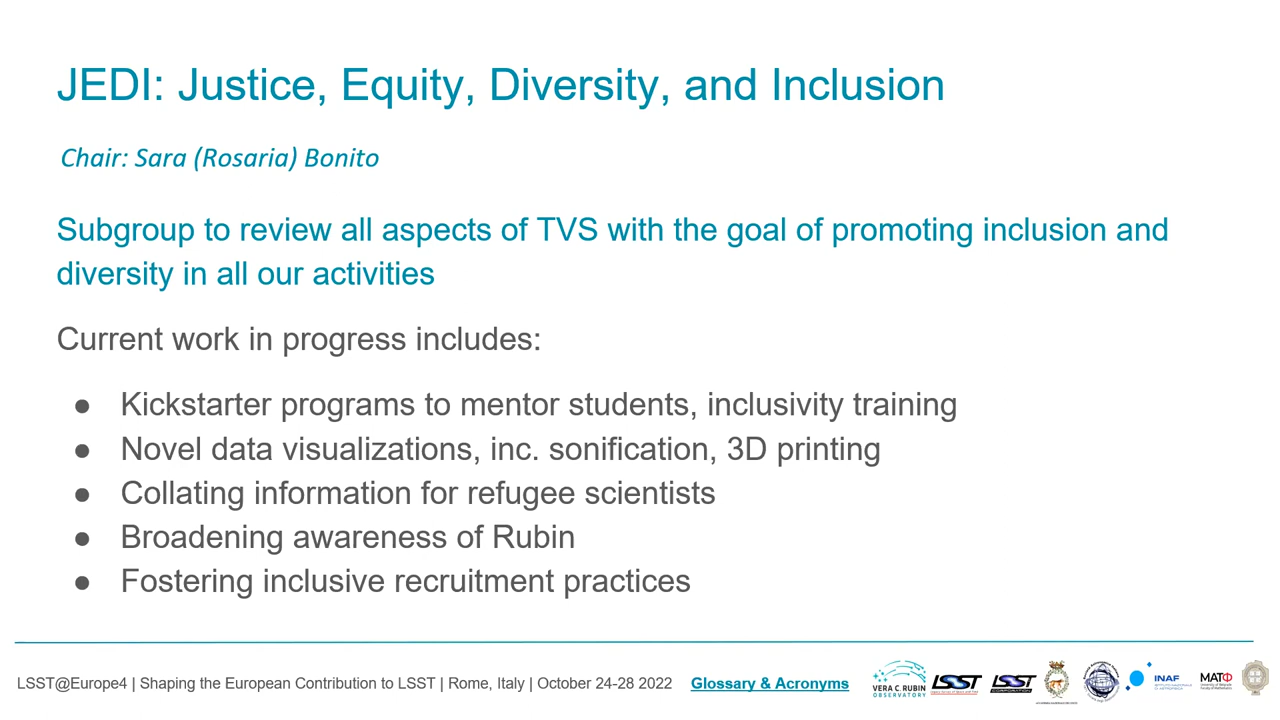 JEDI: Justice, Equity, Diversity, and Inclusion
Chair: Sara (Rosaria) Bonito
Subgroup to review all aspects of TVS with the goal of promoting inclusion and
diversity in all our activities
Current work in progress includes:
● Kickstarter programs to mentor students, inclusivity training
● Novel data visualizations, inc. sonification, 3D printing
● Collating information for refugee scientists
● Broadening awareness of Rubin
● Fostering inclusive recruitment practices
LSST@Europe4 | Shaping the European Contribution to LSST | Rome, Italy | October 24-28 2022 Glossary & Acronyms
VERA C. RUBIN
OBSERVATORY
LSST
LSST
CORPORATION
INAF